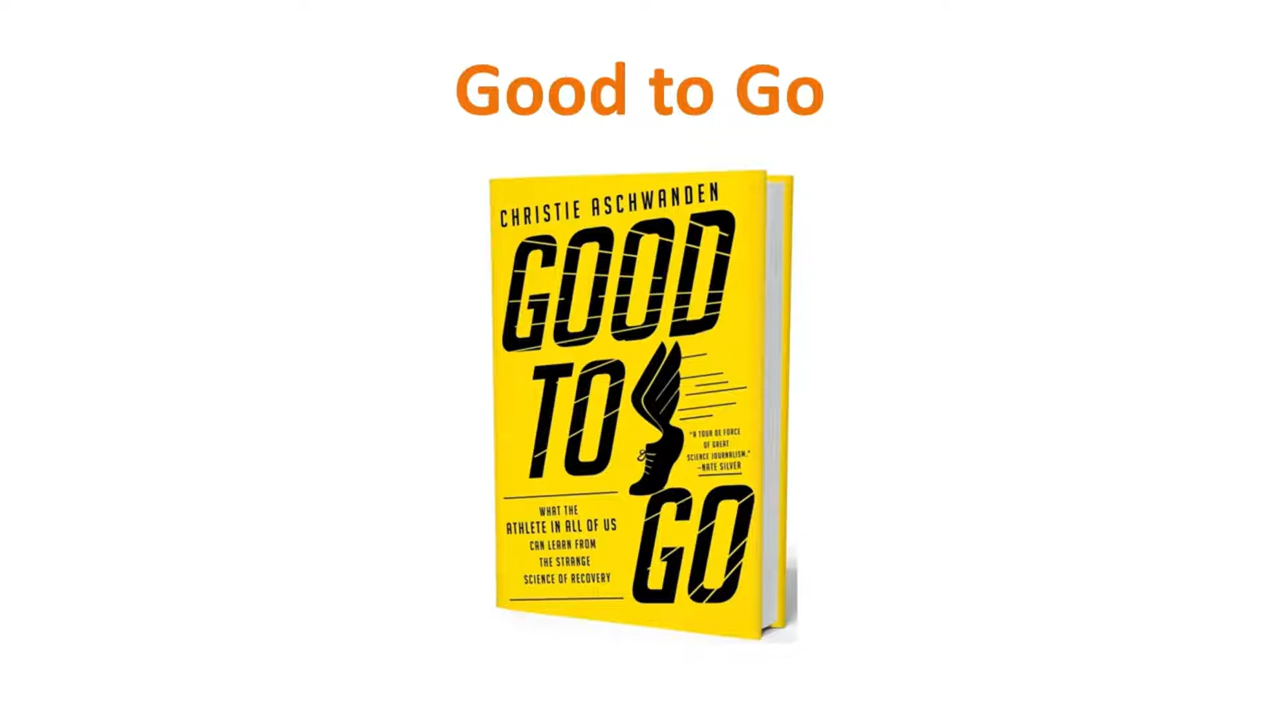 Good to Go
CHRISTIE ASCHWANDEN
GOOD
TO
"A TOUR DE FORCE
OF GREAT
SCIENCE JOURNALISM."
—NATE SILVER
GO
WHAT THE
ATHLETE IN ALL OF US
CAN LEARN FROM
THE STRANGE
SCIENCE OF RECOVERY